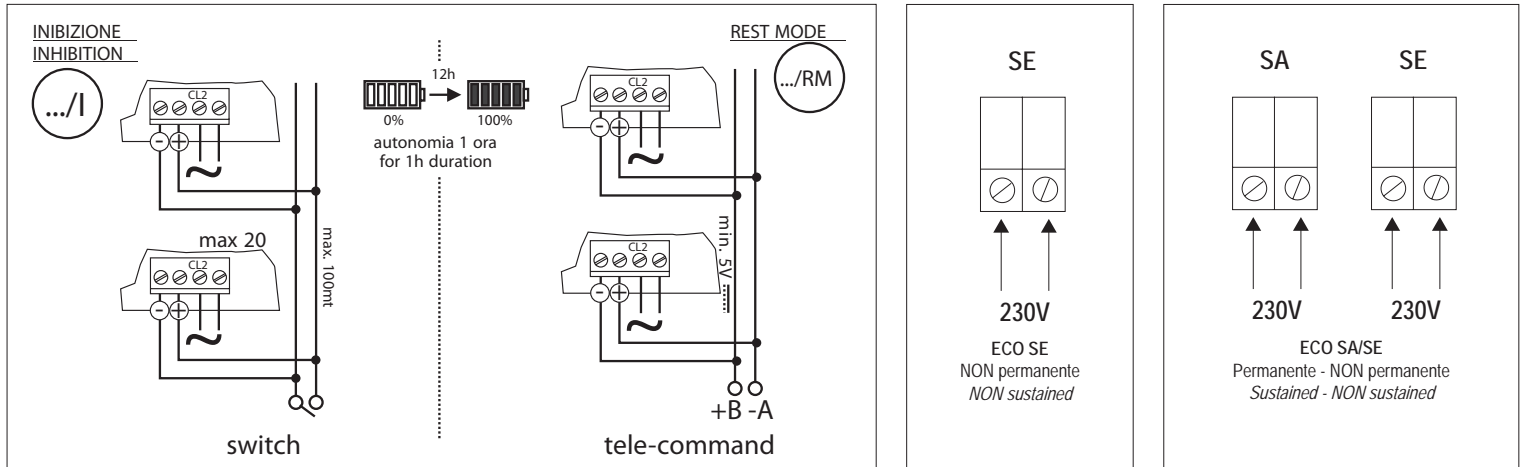 INIBIZIONE
INHIBITION
.../I
CL2
- +
~
max 20
CL2
- +
~
max. 100mt
switch
12h
0% 100%
autonomia 1 ora
for 1h duration
REST MODE
.../RM
CL2
- +
~
CL2
- +
~
min. 5V
+B -A
tele-command
SE
230V
ECO SE
NON permanente
NON sustained
SA SE
230V 230V
ECO SA/SE
Permanente - NON permanente
Sustained - NON sustained